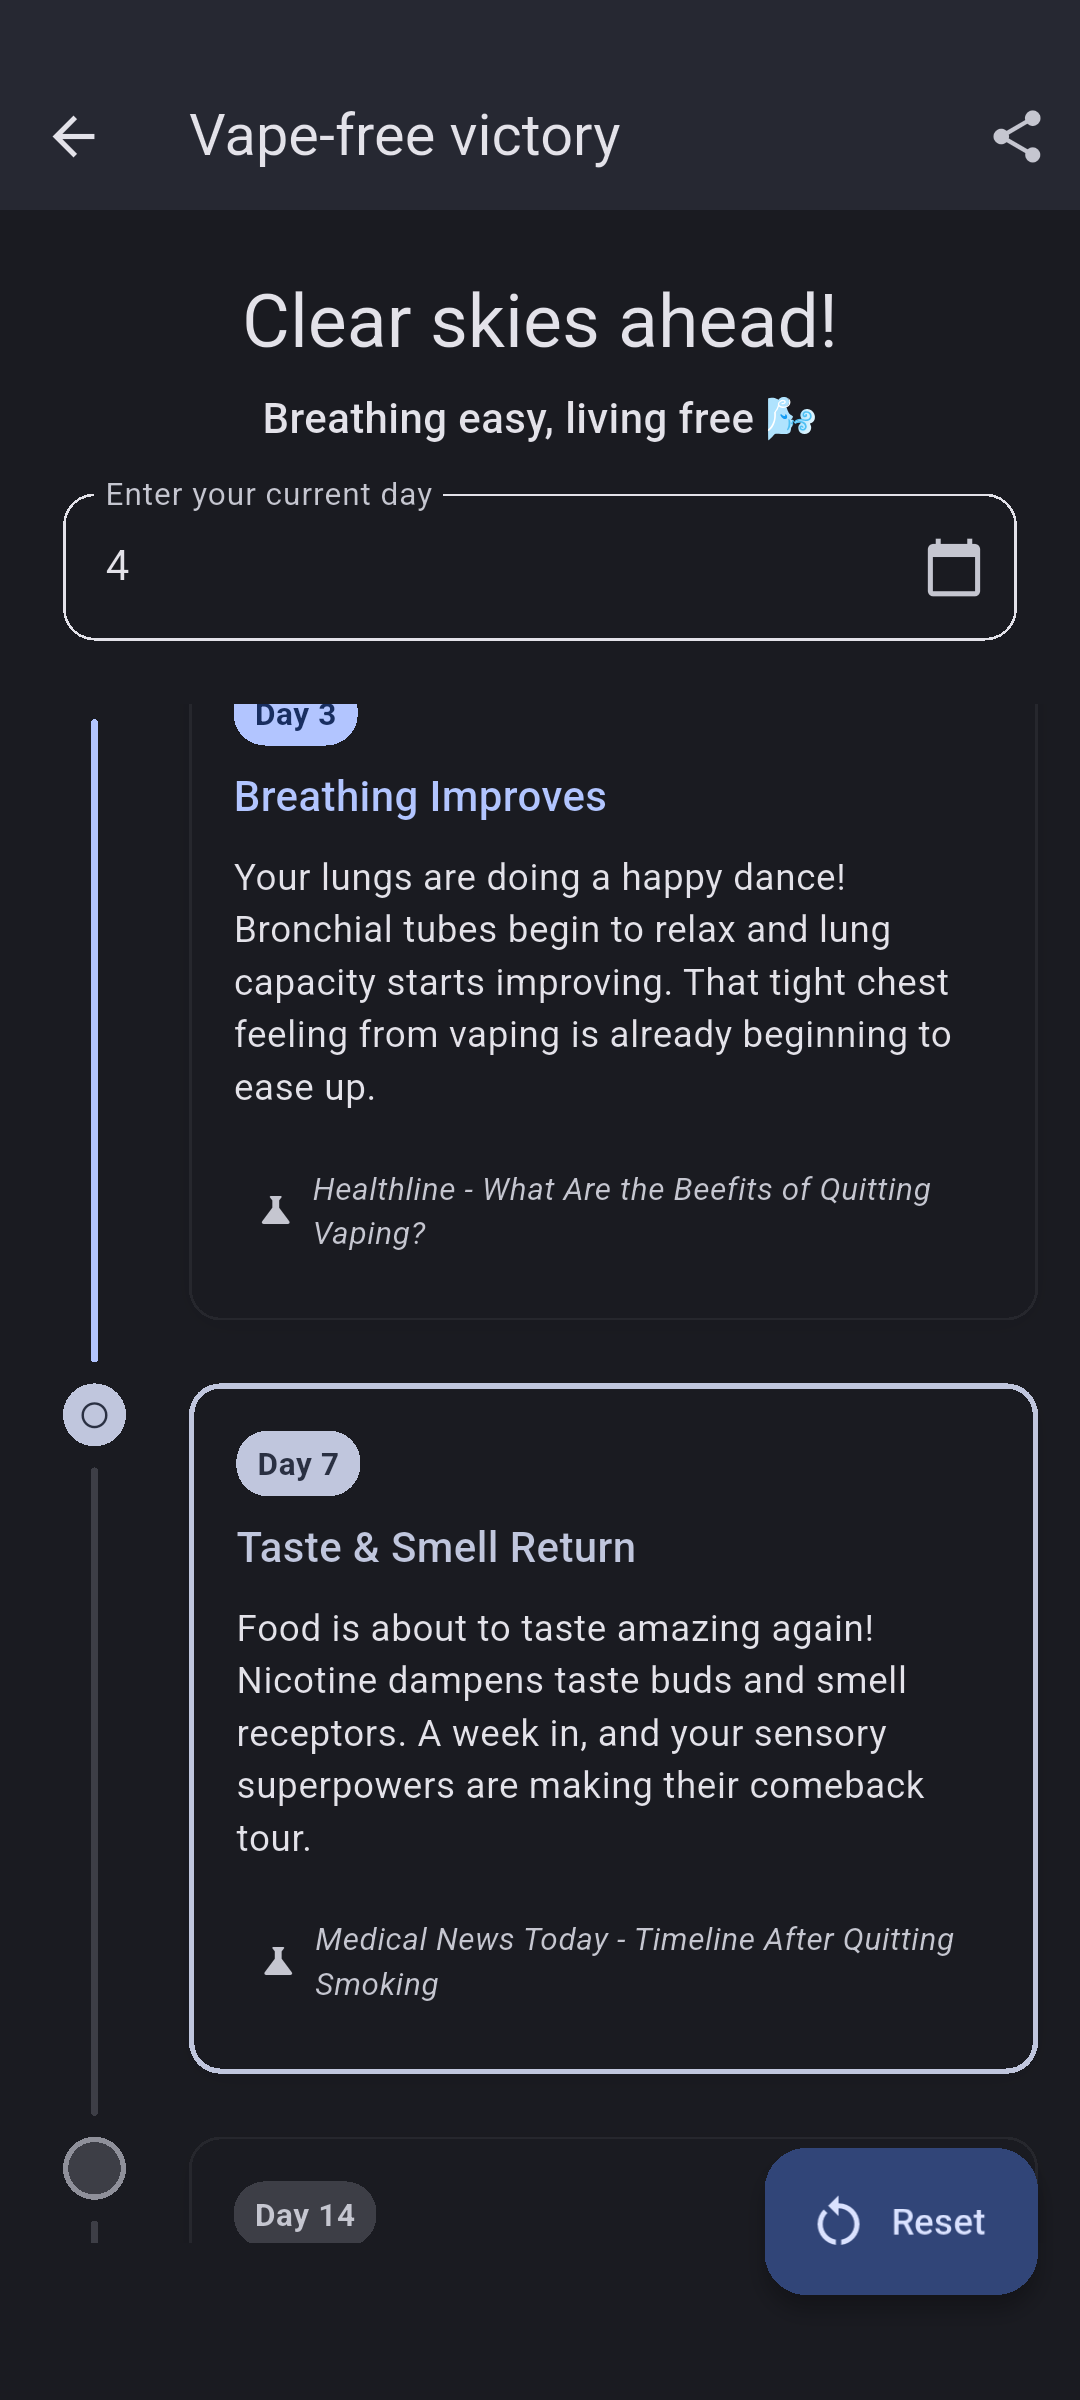 Vape-free victory
Clear skies ahead!
Breathing easy, living free 🌬️
Enter your current day
4
Day 3
Breathing Improves
Your lungs are doing a happy dance!
Bronchial tubes begin to relax and lung
capacity starts improving. That tight chest
feeling from vaping is already beginning to
ease up.
Healthline - What Are the Beefits of Quitting
Vaping?
Day 7
Taste & Smell Return
Food is about to taste amazing again!
Nicotine dampens taste buds and smell
receptors. A week in, and your sensory
superpowers are making their comeback
tour.
Medical News Today - Timeline After Quitting
Smoking
Day 14
Reset